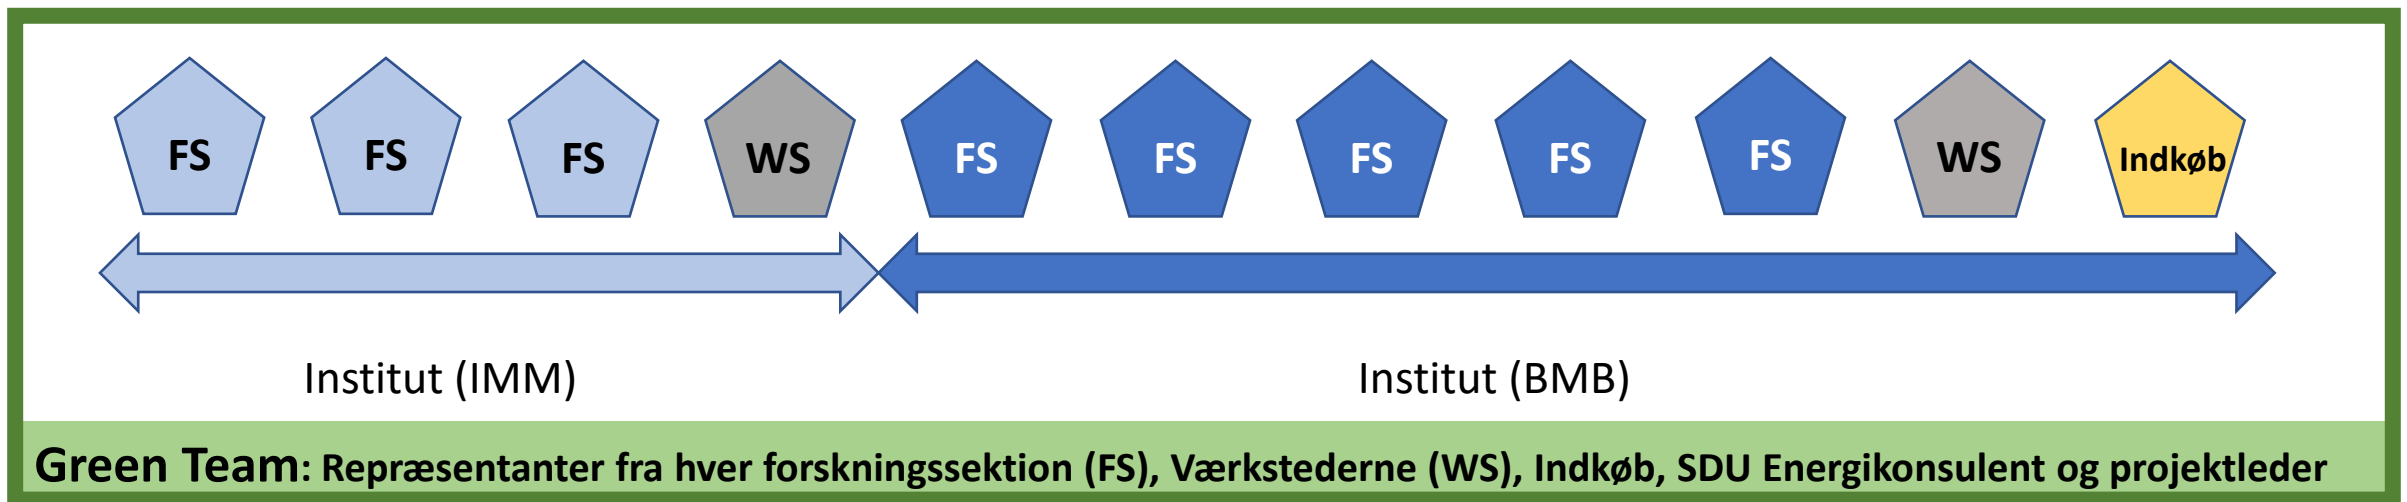 FS FS FS WS FS FS FS FS FS WS Indkøb
Institut (IMM) Institut (BMB)
Green Team: Repræsentanter fra hver forskningssektion (FS), Værkstederne (WS), Indkøb, SDU Energikonsulent og projektleder